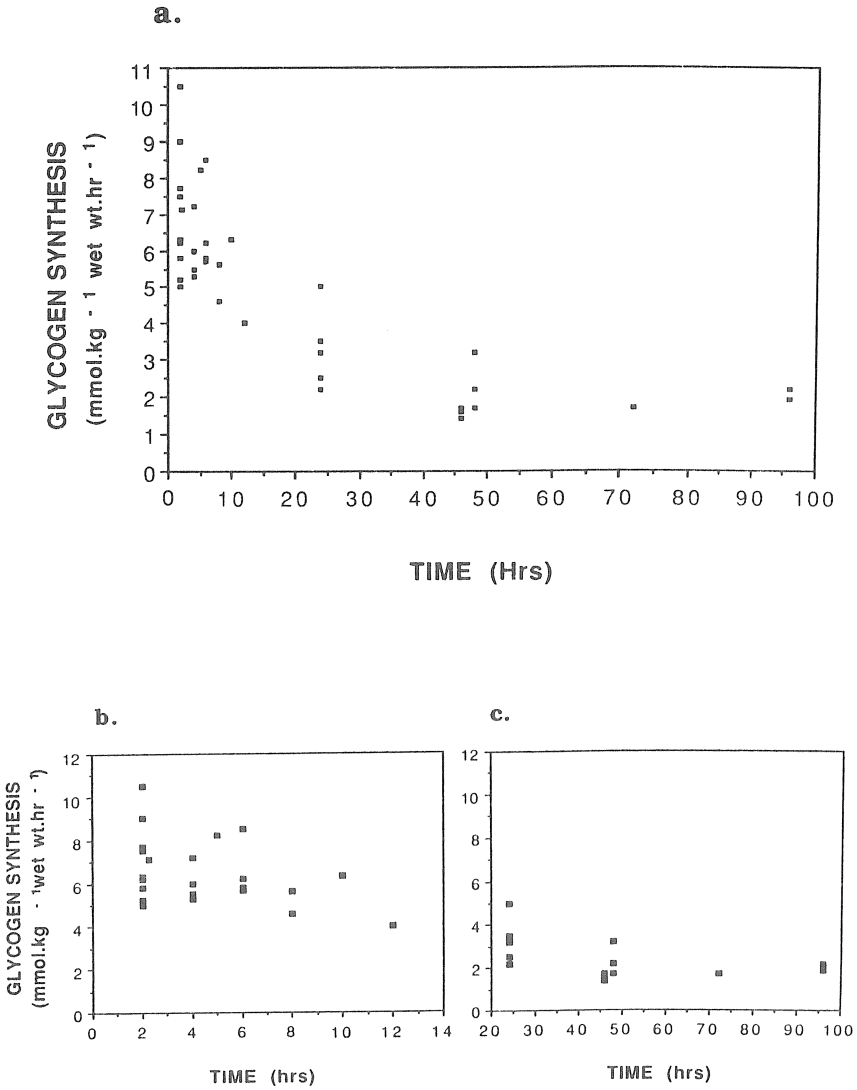 a.
GLYCOGEN SYNTHESIS
(mmol.kg - 1 wet wt.hr - 1)
11
10
9
8
7
6
5
4
3
2
1
0
0 10 20 30 40 50 60 70 80 90 100
TIME (Hrs)
b.
GLYCOGEN SYNTHESIS
(mmol.kg - 1wet wt.hr - 1)
12
10
8
6
4
2
0
0 2 4 6 8 10 12 14
TIME (hrs)
c.
12
10
8
6
4
2
0
20 30 40 50 60 70 80 90 100
TIME (hrs)